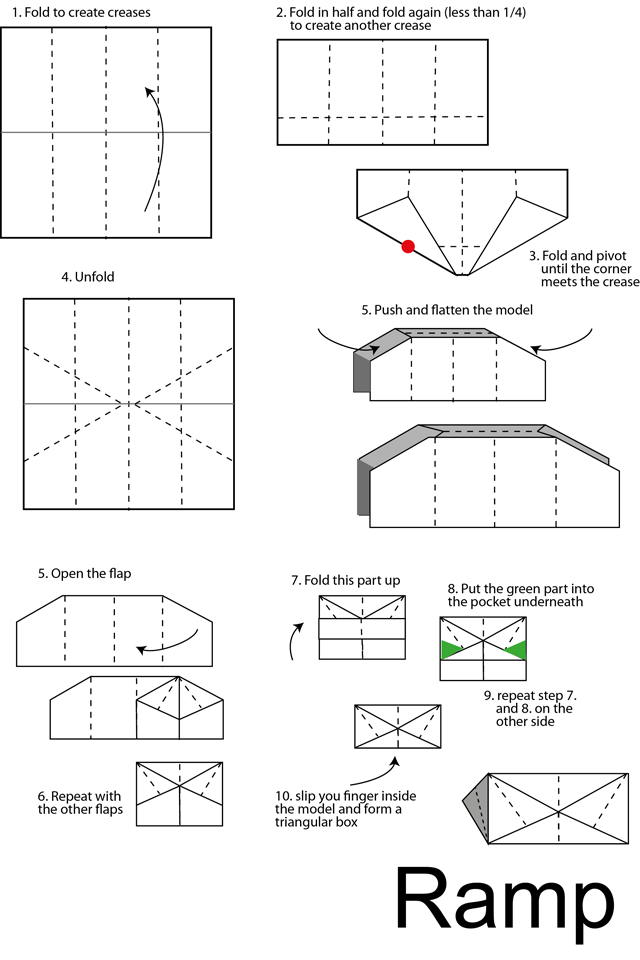 1. Fold to create creases
2. Fold in half and fold again (less than 1/4)
to create another crease
3. Fold and pivot
until the corner
meets the crease
4. Unfold
5. Push and flatten the model
5. Open the flap
6. Repeat with
the other flaps
7. Fold this part up
8. Put the green part into
the pocket underneath
9. repeat step 7.
and 8. on the
other side
10. slip you finger inside
the model and form a
triangular box
Ramp